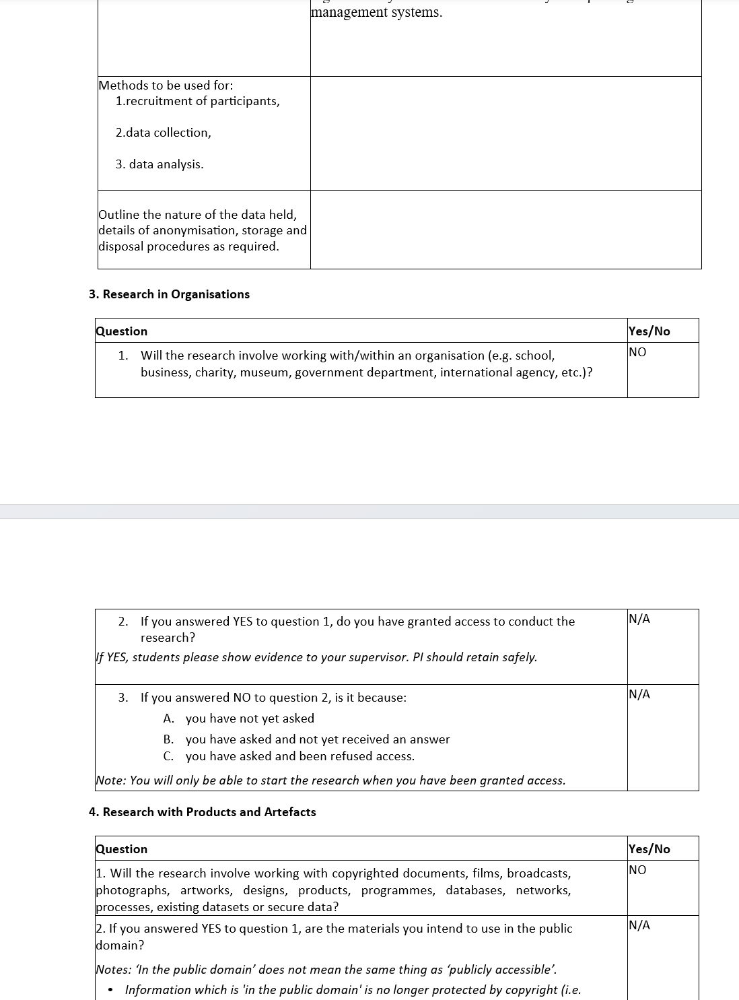 management systems.
Methods to be used for:
1.recruitment of participants,
2.data collection,
3. data analysis.
Outline the nature of the data held,
details of anonymisation, storage and
disposal procedures as required.
3. Research in Organisations
Question Yes/No
1. Will the research involve working with/within an organisation (e.g. school, NO
business, charity, museum, government department, international agency, etc.)?
2. If you answered YES to question 1, do you have granted access to conduct the N/A
research?
If YES, students please show evidence to your supervisor. PI should retain safely.
3. If you answered NO to question 2, is it because: N/A
A. you have not yet asked
B. you have asked and not yet received an answer
C. you have asked and been refused access.
Note: You will only be able to start the research when you have been granted access.
4. Research with Products and Artefacts
Question Yes/No
1. Will the research involve working with copyrighted documents, films, broadcasts, NO
photographs, artworks, designs, products, programmes, databases, networks,
processes, existing datasets or secure data?
2. If you answered YES to question 1, are the materials you intend to use in the public N/A
domain?
Notes: ‘In the public domain’ does not mean the same thing as ‘publicly accessible’.
• Information which is 'in the public domain' is no longer protected by copyright (i.e.